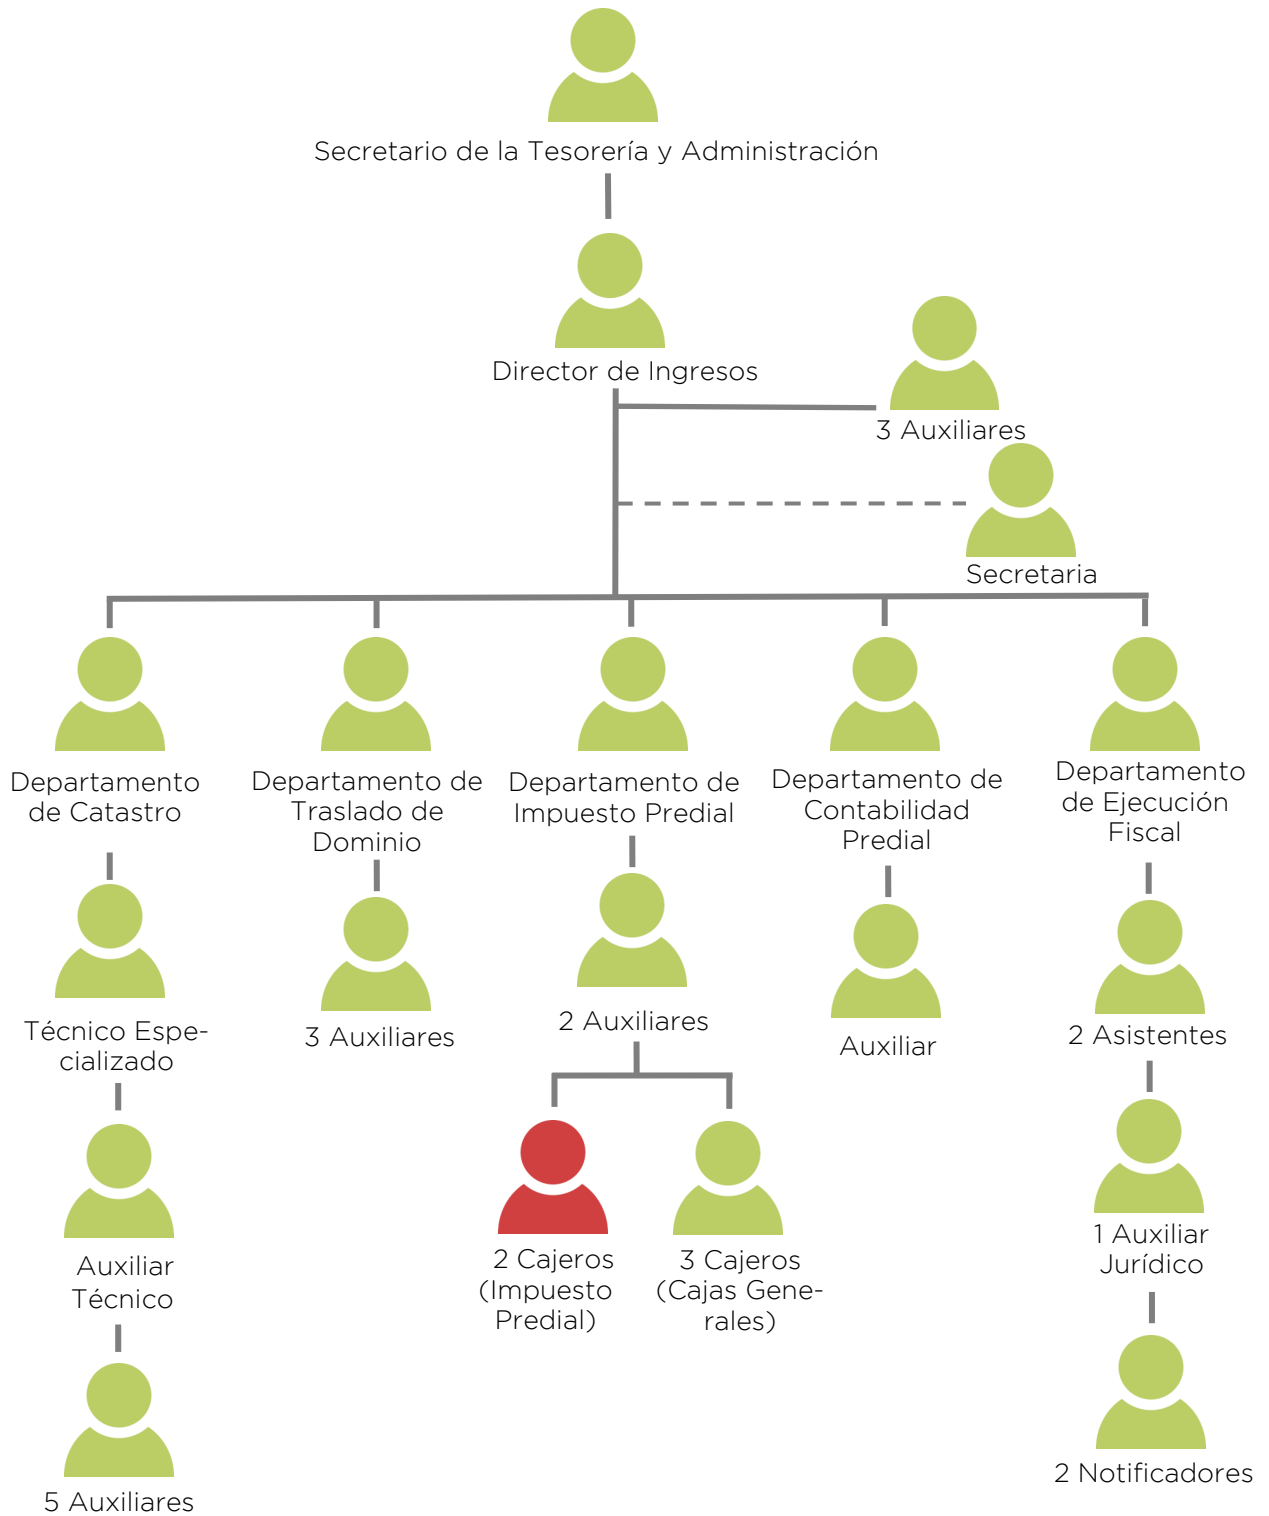 Secretario de la Tesorería y Administración
Director de Ingresos
3 Auxiliares
Secretaria
Departamento
de Catastro
Departamento de
Traslado de
Dominio
Departamento de
Impuesto Predial
Departamento de
Contabilidad
Predial
Departamento
de Ejecución
Fiscal
Técnico Espe-
cializado
3 Auxiliares
2 Auxiliares
Auxiliar
2 Asistentes
Auxiliar
Técnico
2 Cajeros
(Impuesto
Predial)
3 Cajeros
(Cajas Gene-
rales)
1 Auxiliar
Jurídico
5 Auxiliares
2 Notificadores